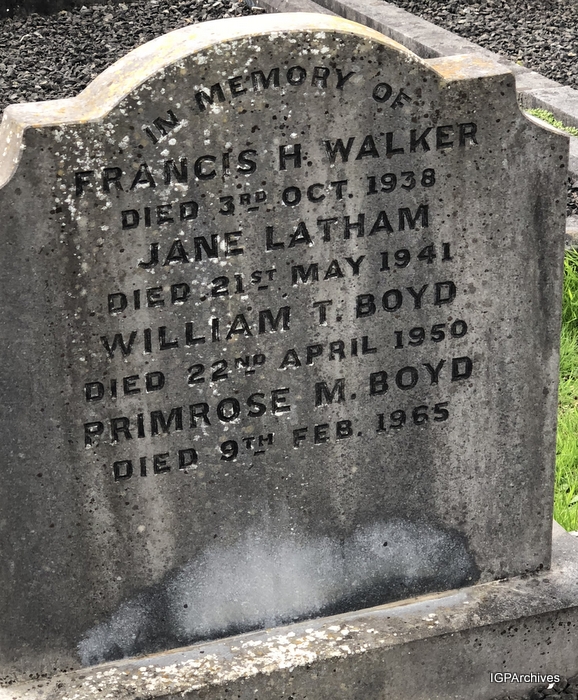 IN MEMORY OF
FRANCIS H. WALKER
DIED 3RD OCT. 1938
JANE LATHAM
DIED 21ST MAY 1941
WILLIAM T. BOYD
DIED 22ND APRIL 1950
PRIMROSE M. BOYD
DIED 9TH FEB. 1965
IGPArchives